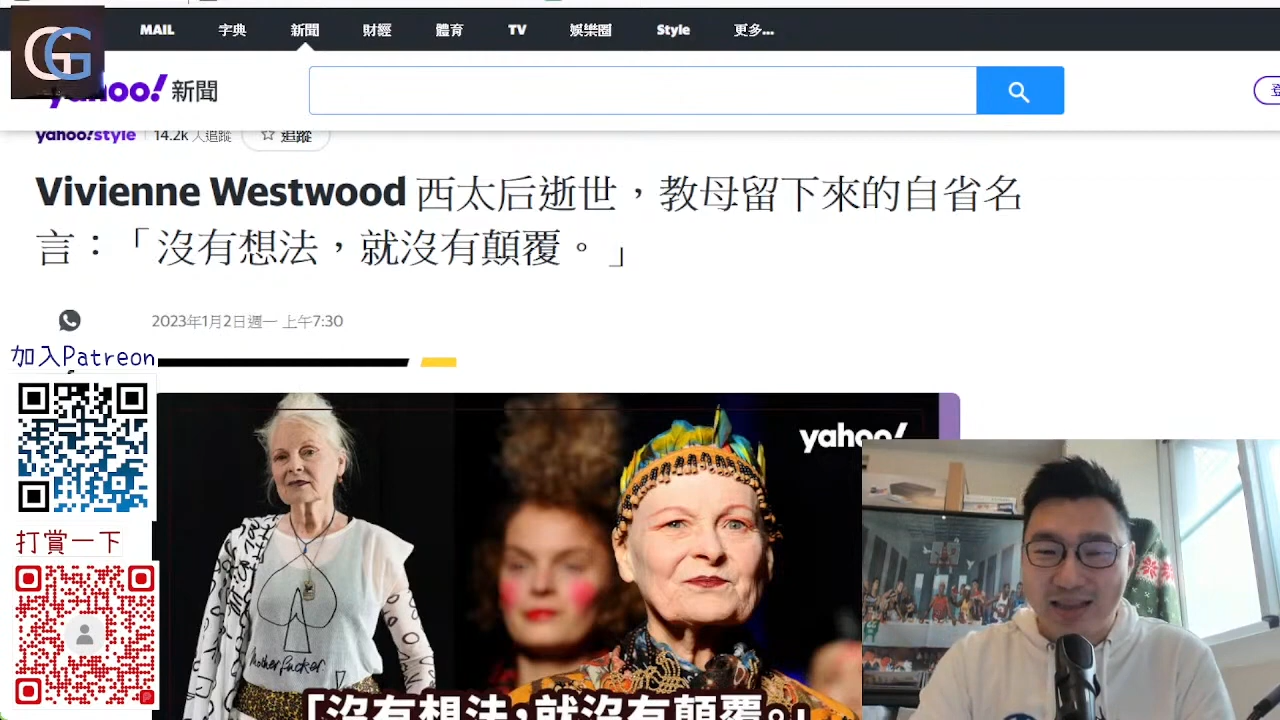 MAIL 字典 新聞 財經 體育 TV 娛樂圈 Style 更多...
GG
yahoo! 新聞
登
yahoo!style 14.2k 人追蹤 ☆ 追蹤
Vivienne Westwood 西太后逝世，教母留下來的自省名
言：「沒有想法，就沒有顛覆。」
2023年1月2日週一 上午7:30
加入Patreon
yahoo!
Motherfucker
打賞一下
「沒有想法，就沒有顛覆。」